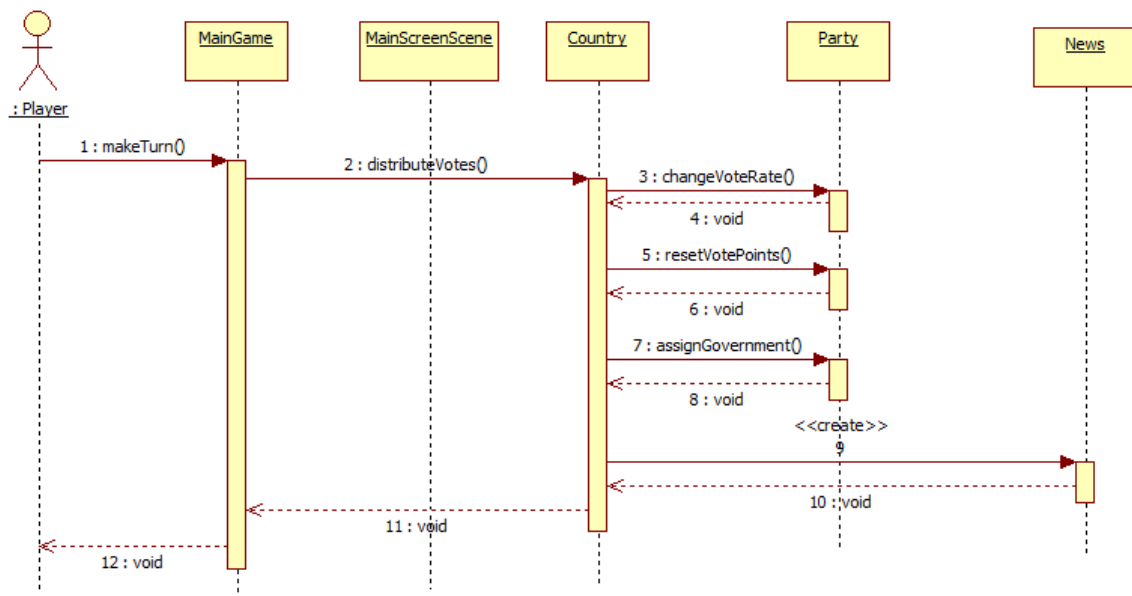 MainGame
MainScreenScene
Country
Party
News
: Player
1 : makeTurn()
2 : distributeVotes()
3 : changeVoteRate()
4 : void
5 : resetVotePoints()
6 : void
7 : assignGovernment()
8 : void
<<create>>
9
10 : void
11 : void
12 : void